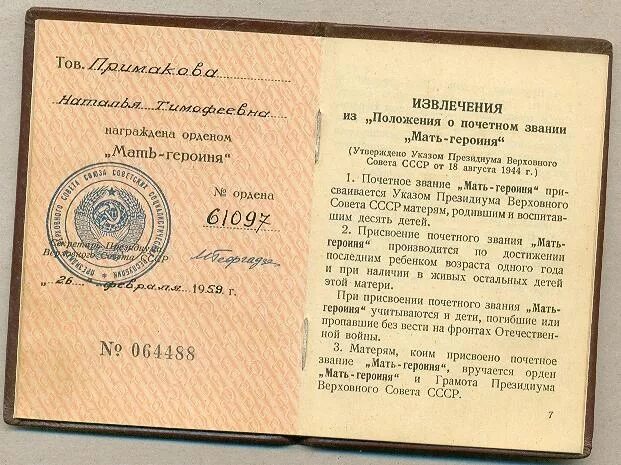 Тов. Примакова
Наталья Тимофеевна
награждена орденом
„Мать-героиня“
№ ордена
61097
Секретарь Президиума
Верховного Совета СССР
„26 февраля 1959 г.
№ 064488
ИЗВЛЕЧЕНИЯ
из „Положения о почетном звании
„Мать-героиня“
(Утверждено Указом Президиума Верховного
Совета СССР от 18 августа 1944 г.)
1. Почетное звание „Мать-героиня“ при-
сваивается Указом Президиума Верховного
Совета СССР матерям, родившим и воспитав-
шим десять детей.
2. Присвоение почетного звания „Мать-
героиня“ производится по достижении
последним ребенком возраста одного года
и при наличии в живых остальных детей
этой матери.
При присвоении почетного звания „Мать-
героиня“ учитываются и дети, погибшие или
пропавшие без вести на фронтах Отечествен-
ной войны.
3. Матерям, коим присвоено почетное
звание „Мать-героиня“, вручается орден
„Мать-героиня“ и Грамота Президиума
Верховного Совета СССР.
7